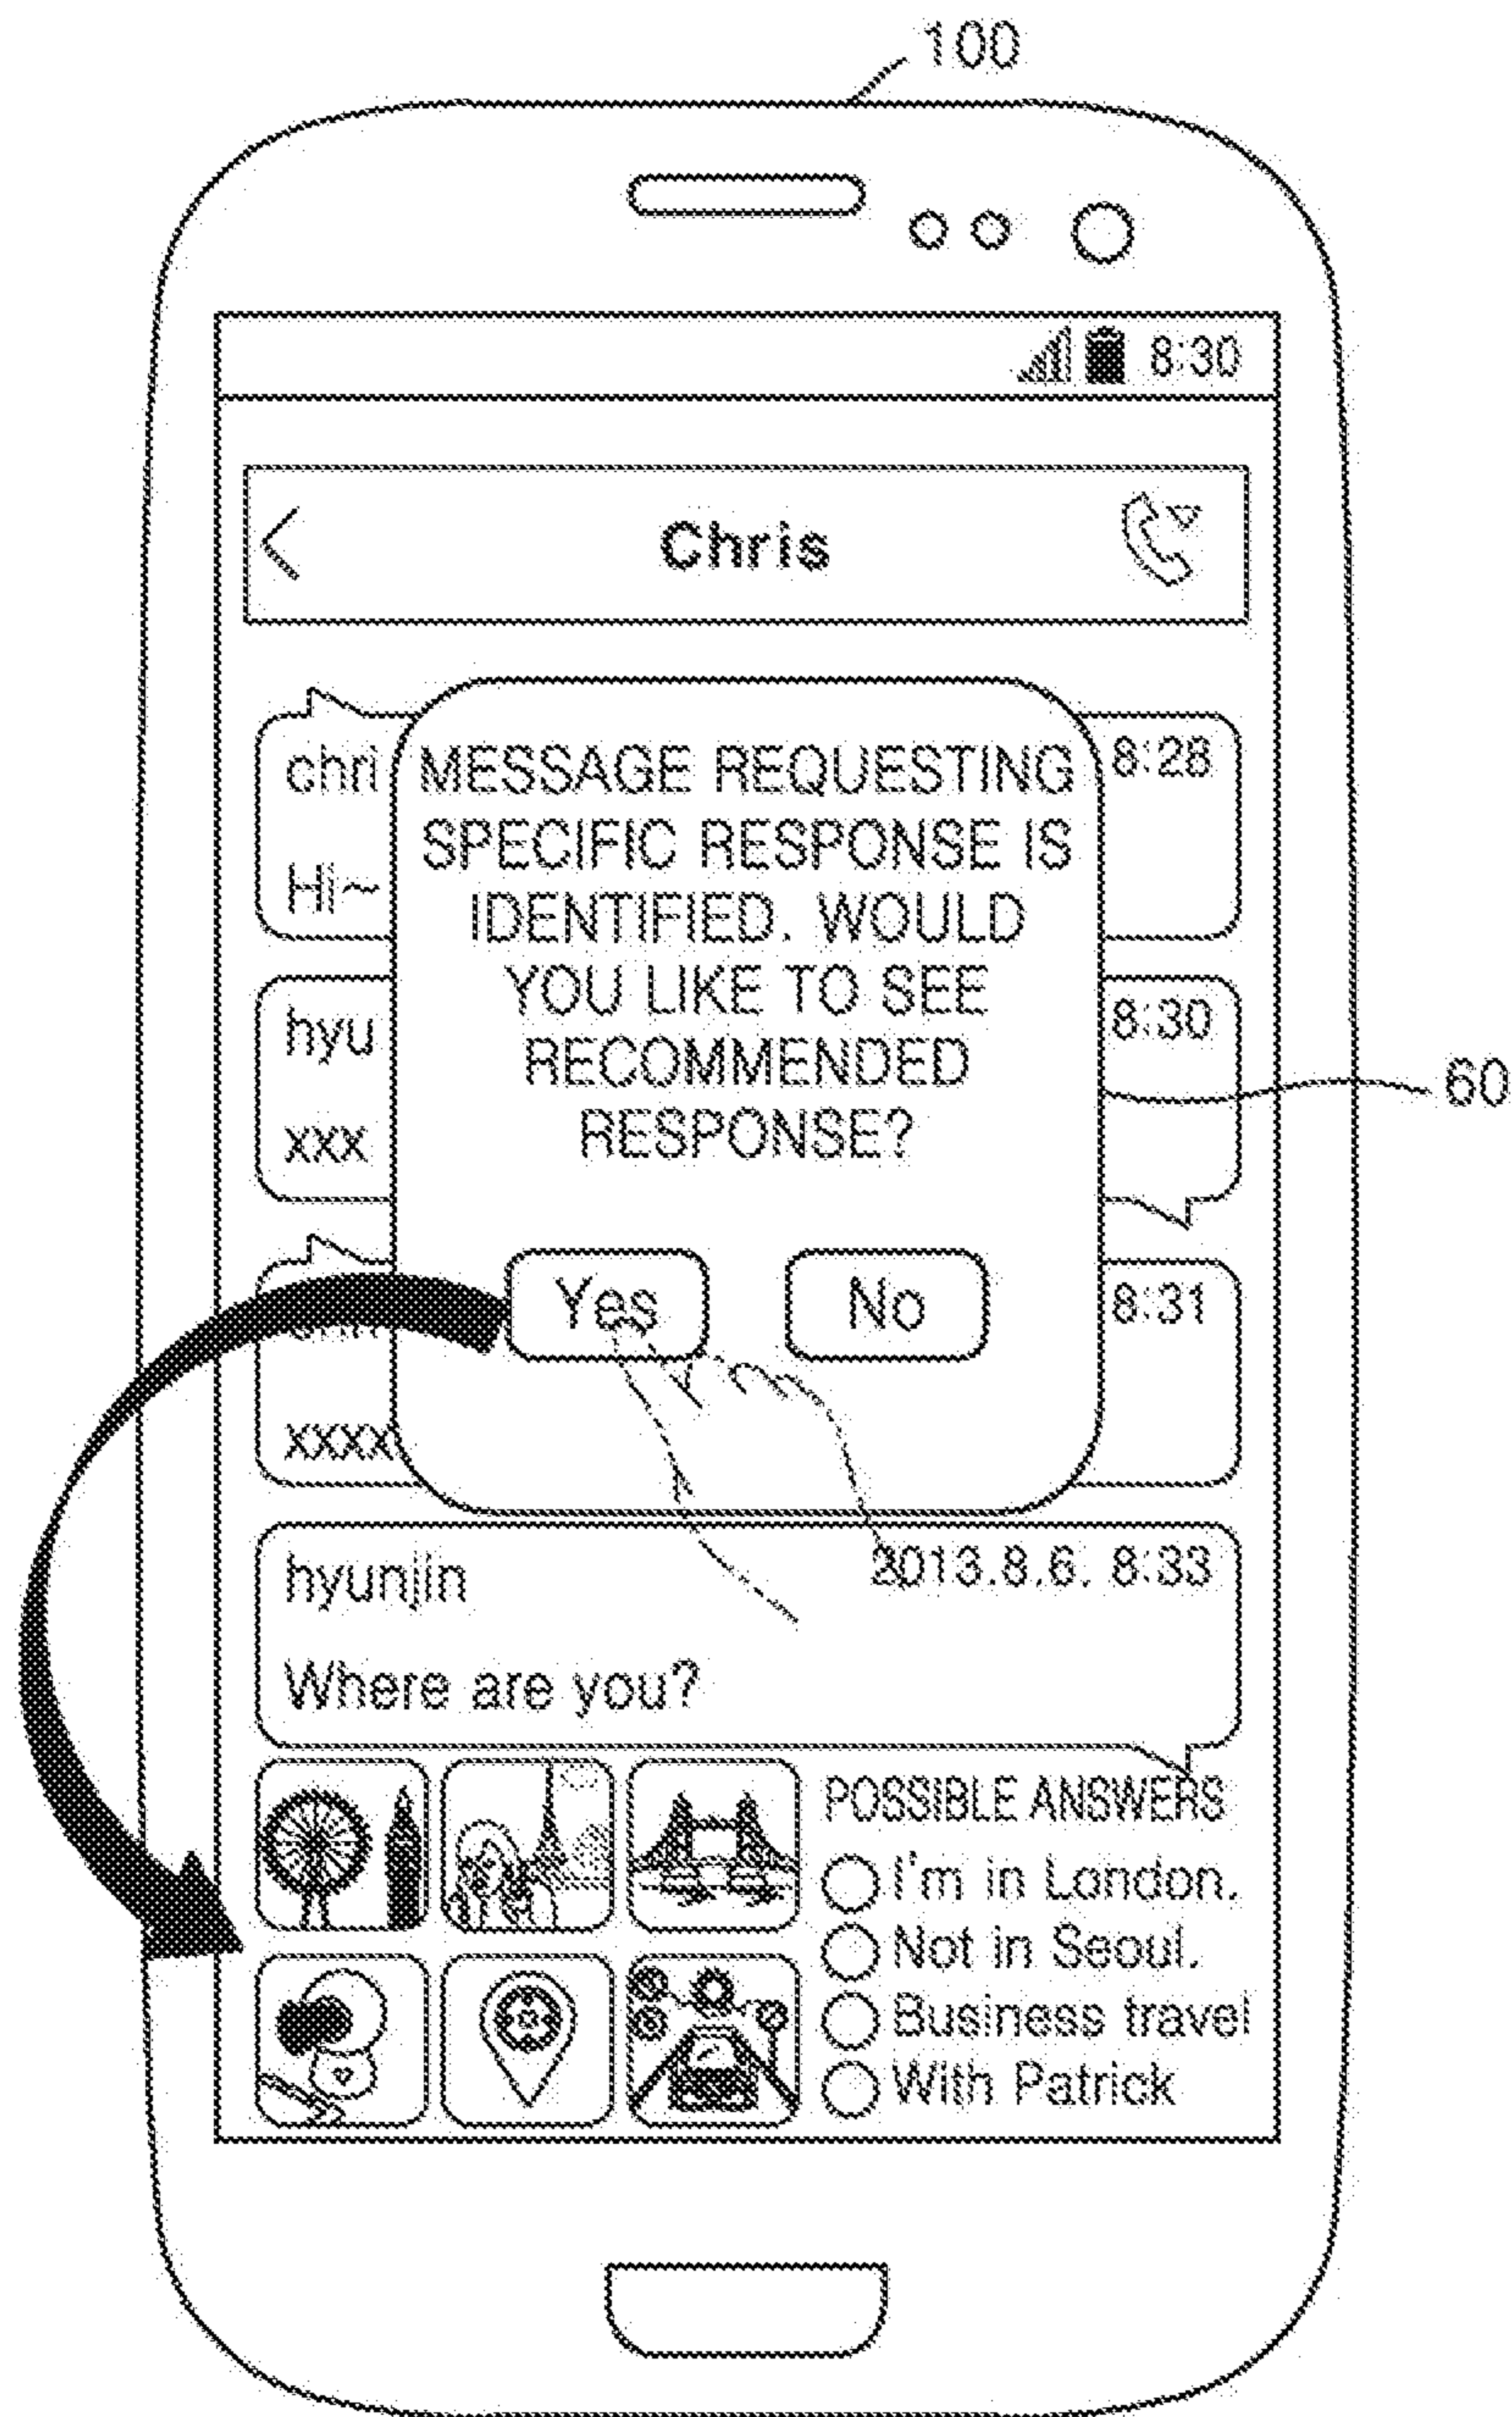 100
8:30
Chris
chri
8:28
Hi~
MESSAGE REQUESTING
SPECIFIC RESPONSE IS
IDENTIFIED. WOULD
YOU LIKE TO SEE
RECOMMENDED
RESPONSE?
hyu
8:30
xxx
60
Yes
No
8:31
xxxx
hyunjin
2013.8.6. 8:33
Where are you?
POSSIBLE ANSWERS
I'm in London.
Not in Seoul.
Business travel
With Patrick